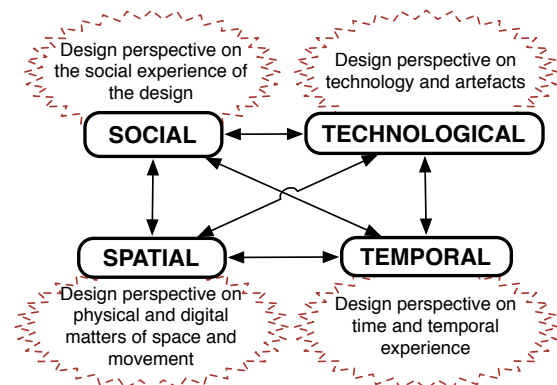 Design perspective on
the social experience of
the design
SOCIAL
Design perspective on
technology and artefacts
TECHNOLOGICAL
SPATIAL
Design perspective on
physical and digital
matters of space and
movement
TEMPORAL
Design perspective on
time and temporal
experience